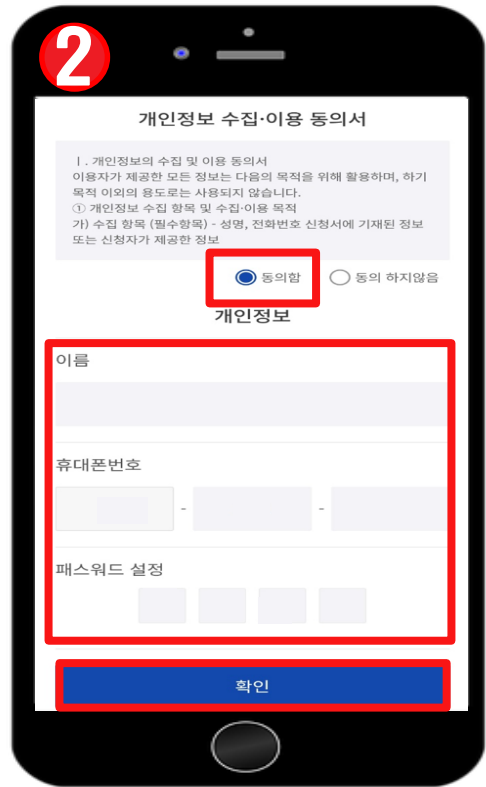 2
개인정보 수집·이용 동의서
Ⅰ. 개인정보의 수집 및 이용 동의서
이용자가 제공한 모든 정보는 다음의 목적을 위해 활용하며, 하기
목적 이외의 용도로는 사용되지 않습니다.
① 개인정보 수집 항목 및 수집·이용 목적
가) 수집 항목 (필수항목) - 성명, 전화번호 신청서에 기재된 정보
또는 신청자가 제공한 정보
동의함 동의 하지않음
개인정보
이름
휴대폰번호
- -
패스워드 설정
확인